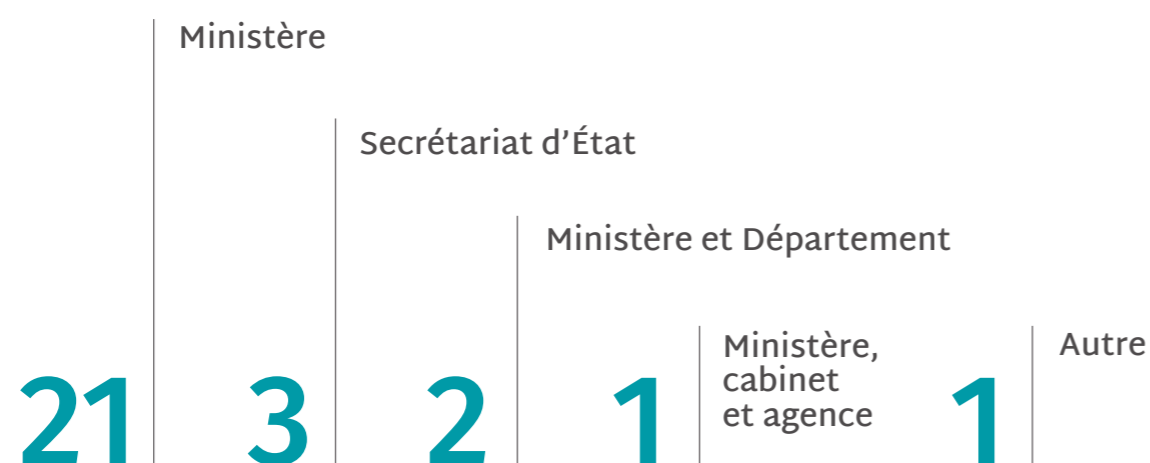 21
Ministère
3
Secrétariat d’État
2
Ministère et Département
1
Ministère,
cabinet
et agence
1
Autre